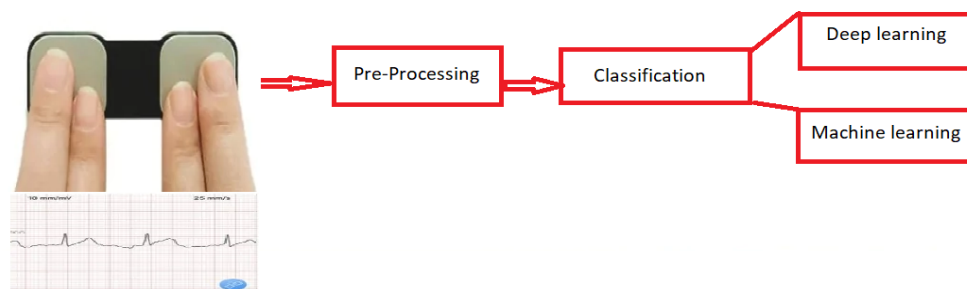 Deep learning
Pre-Processing
Classification
Machine learning
10 mm/mV
25 mm/s